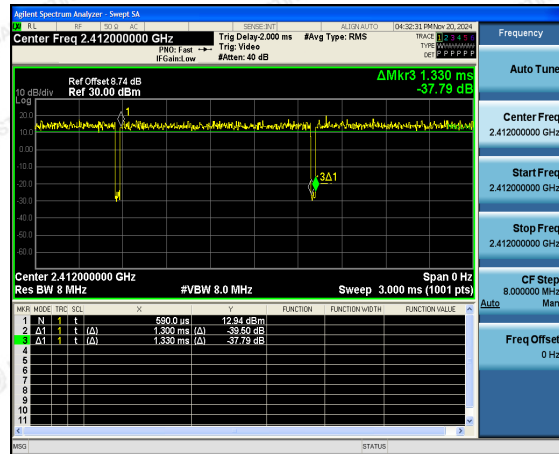 Agilent Spectrum Analyzer - Swept SA
RL RF 50 Ω AC SENSE:INT ALIGN AUTO 04:32:31 PM Nov 20, 2024
Center Freq 2.412000000 GHz
PNO: Fast
IFGain:Low
Trig Delay-2.000 ms
Trig: Video
#Atten: 40 dB
#Avg Type: RMS
TRACE 1 2 3 4 5 6
TYPE WWWWWW
DET P P P P P P
10 dB/div
Log
Ref Offset 8.74 dB
Ref 30.00 dBm
ΔMkr3 1.330 ms
-37.79 dB
20.0
10.0
0.00
-10.0
-20.0
-30.0
-40.0
-50.0
-60.0
1
3Δ1
Center 2.412000000 GHz
Span 0 Hz
Res BW 8 MHz
#VBW 8.0 MHz
Sweep 3.000 ms (1001 pts)
MKR MODE TRC SCL X Y FUNCTION FUNCTION WIDTH FUNCTION VALUE
1 N 1 t 590.0 μs 12.94 dBm
2 Δ1 1 t (Δ) 1.300 ms (Δ) -39.50 dB
3 Δ1 1 t (Δ) 1.330 ms (Δ) -37.79 dB
4
5
6
7
8
9
10
11
MSG
STATUS
Frequency
Auto Tune
Center Freq
2.412000000 GHz
Start Freq
2.412000000 GHz
Stop Freq
2.412000000 GHz
CF Step
8.000000 MHz
Auto Man
Freq Offset
0 Hz